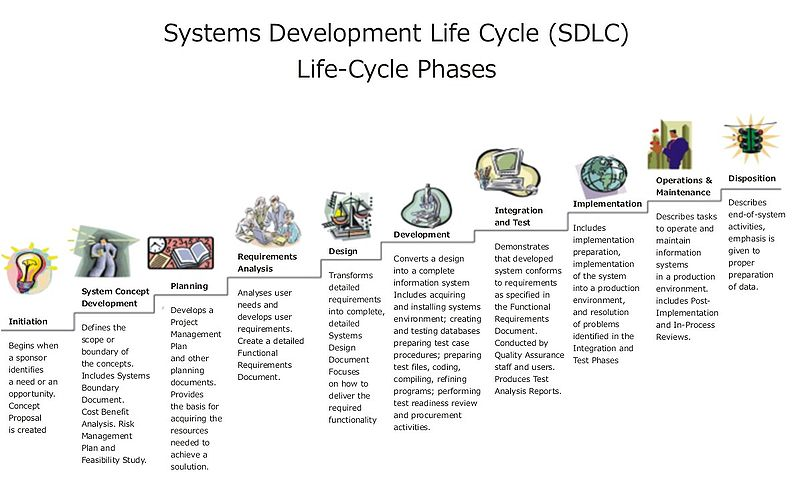 Systems Development Life Cycle (SDLC)
Life-Cycle Phases
Initiation
Begins when
a sponsor
identifies
a need or an
opportunity.
Concept
Proposal
is created
System Concept
Development
Defines the
scope or
boundary of
the concepts.
Includes Systems
Boundary
Document.
Cost Benefit
Analysis. Risk
Management
Plan and
Feasibility Study.
Planning
Develops a
Project
Management
Plan
and other
planning
documents.
Provides
the basis for
acquiring the
resources
needed to
achieve a
soulution.
Requirements
Analysis
Analyses user
needs and
develops user
requirements.
Create a detailed
Functional
Requirements
Document.
Design
Transforms
detailed
requirements
into complete,
detailed
Systems
Design
Document
Focuses
on how to
deliver the
required
functionality
Development
Converts a design
into a complete
information system
Includes acquiring
and installing systems
environment; creating
and testing databases
preparing test case
procedures; preparing
test files, coding,
compiling, refining
programs; performing
test readiness review
and procurement
activities.
Integration
and Test
Demonstrates
that developed
system conforms
to requirements
as specified in
the Functional
Requirements
Document.
Conducted by
Quality Assurance
staff and users.
Produces Test
Analysis Reports.
Implementation
Includes
implementation
preparation,
implementation
of the system
into a production
environment,
and resolution
of problems
identified in the
Integration and
Test Phases
Operations &
Maintenance
Describes tasks
to operate and
maintain
information
systems
in a production
environment.
includes Post-
Implementation
and In-Process
Reviews.
Disposition
Describes
end-of-system
activities,
emphasis is
given to
proper
preparation
of data.